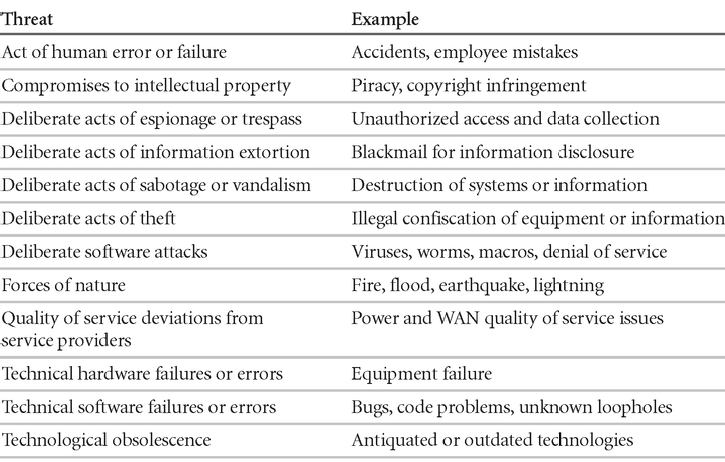 Threat Example
Act of human error or failure Accidents, employee mistakes
Compromises to intellectual property Piracy, copyright infringement
Deliberate acts of espionage or trespass Unauthorized access and data collection
Deliberate acts of information extortion Blackmail for information disclosure
Deliberate acts of sabotage or vandalism Destruction of systems or information
Deliberate acts of theft Illegal confiscation of equipment or information
Deliberate software attacks Viruses, worms, macros, denial of service
Forces of nature Fire, flood, earthquake, lightning
Quality of service deviations from Power and WAN quality of service issues
service providers
Technical hardware failures or errors Equipment failure
Technical software failures or errors Bugs, code problems, unknown loopholes
Technological obsolescence Antiquated or outdated technologies